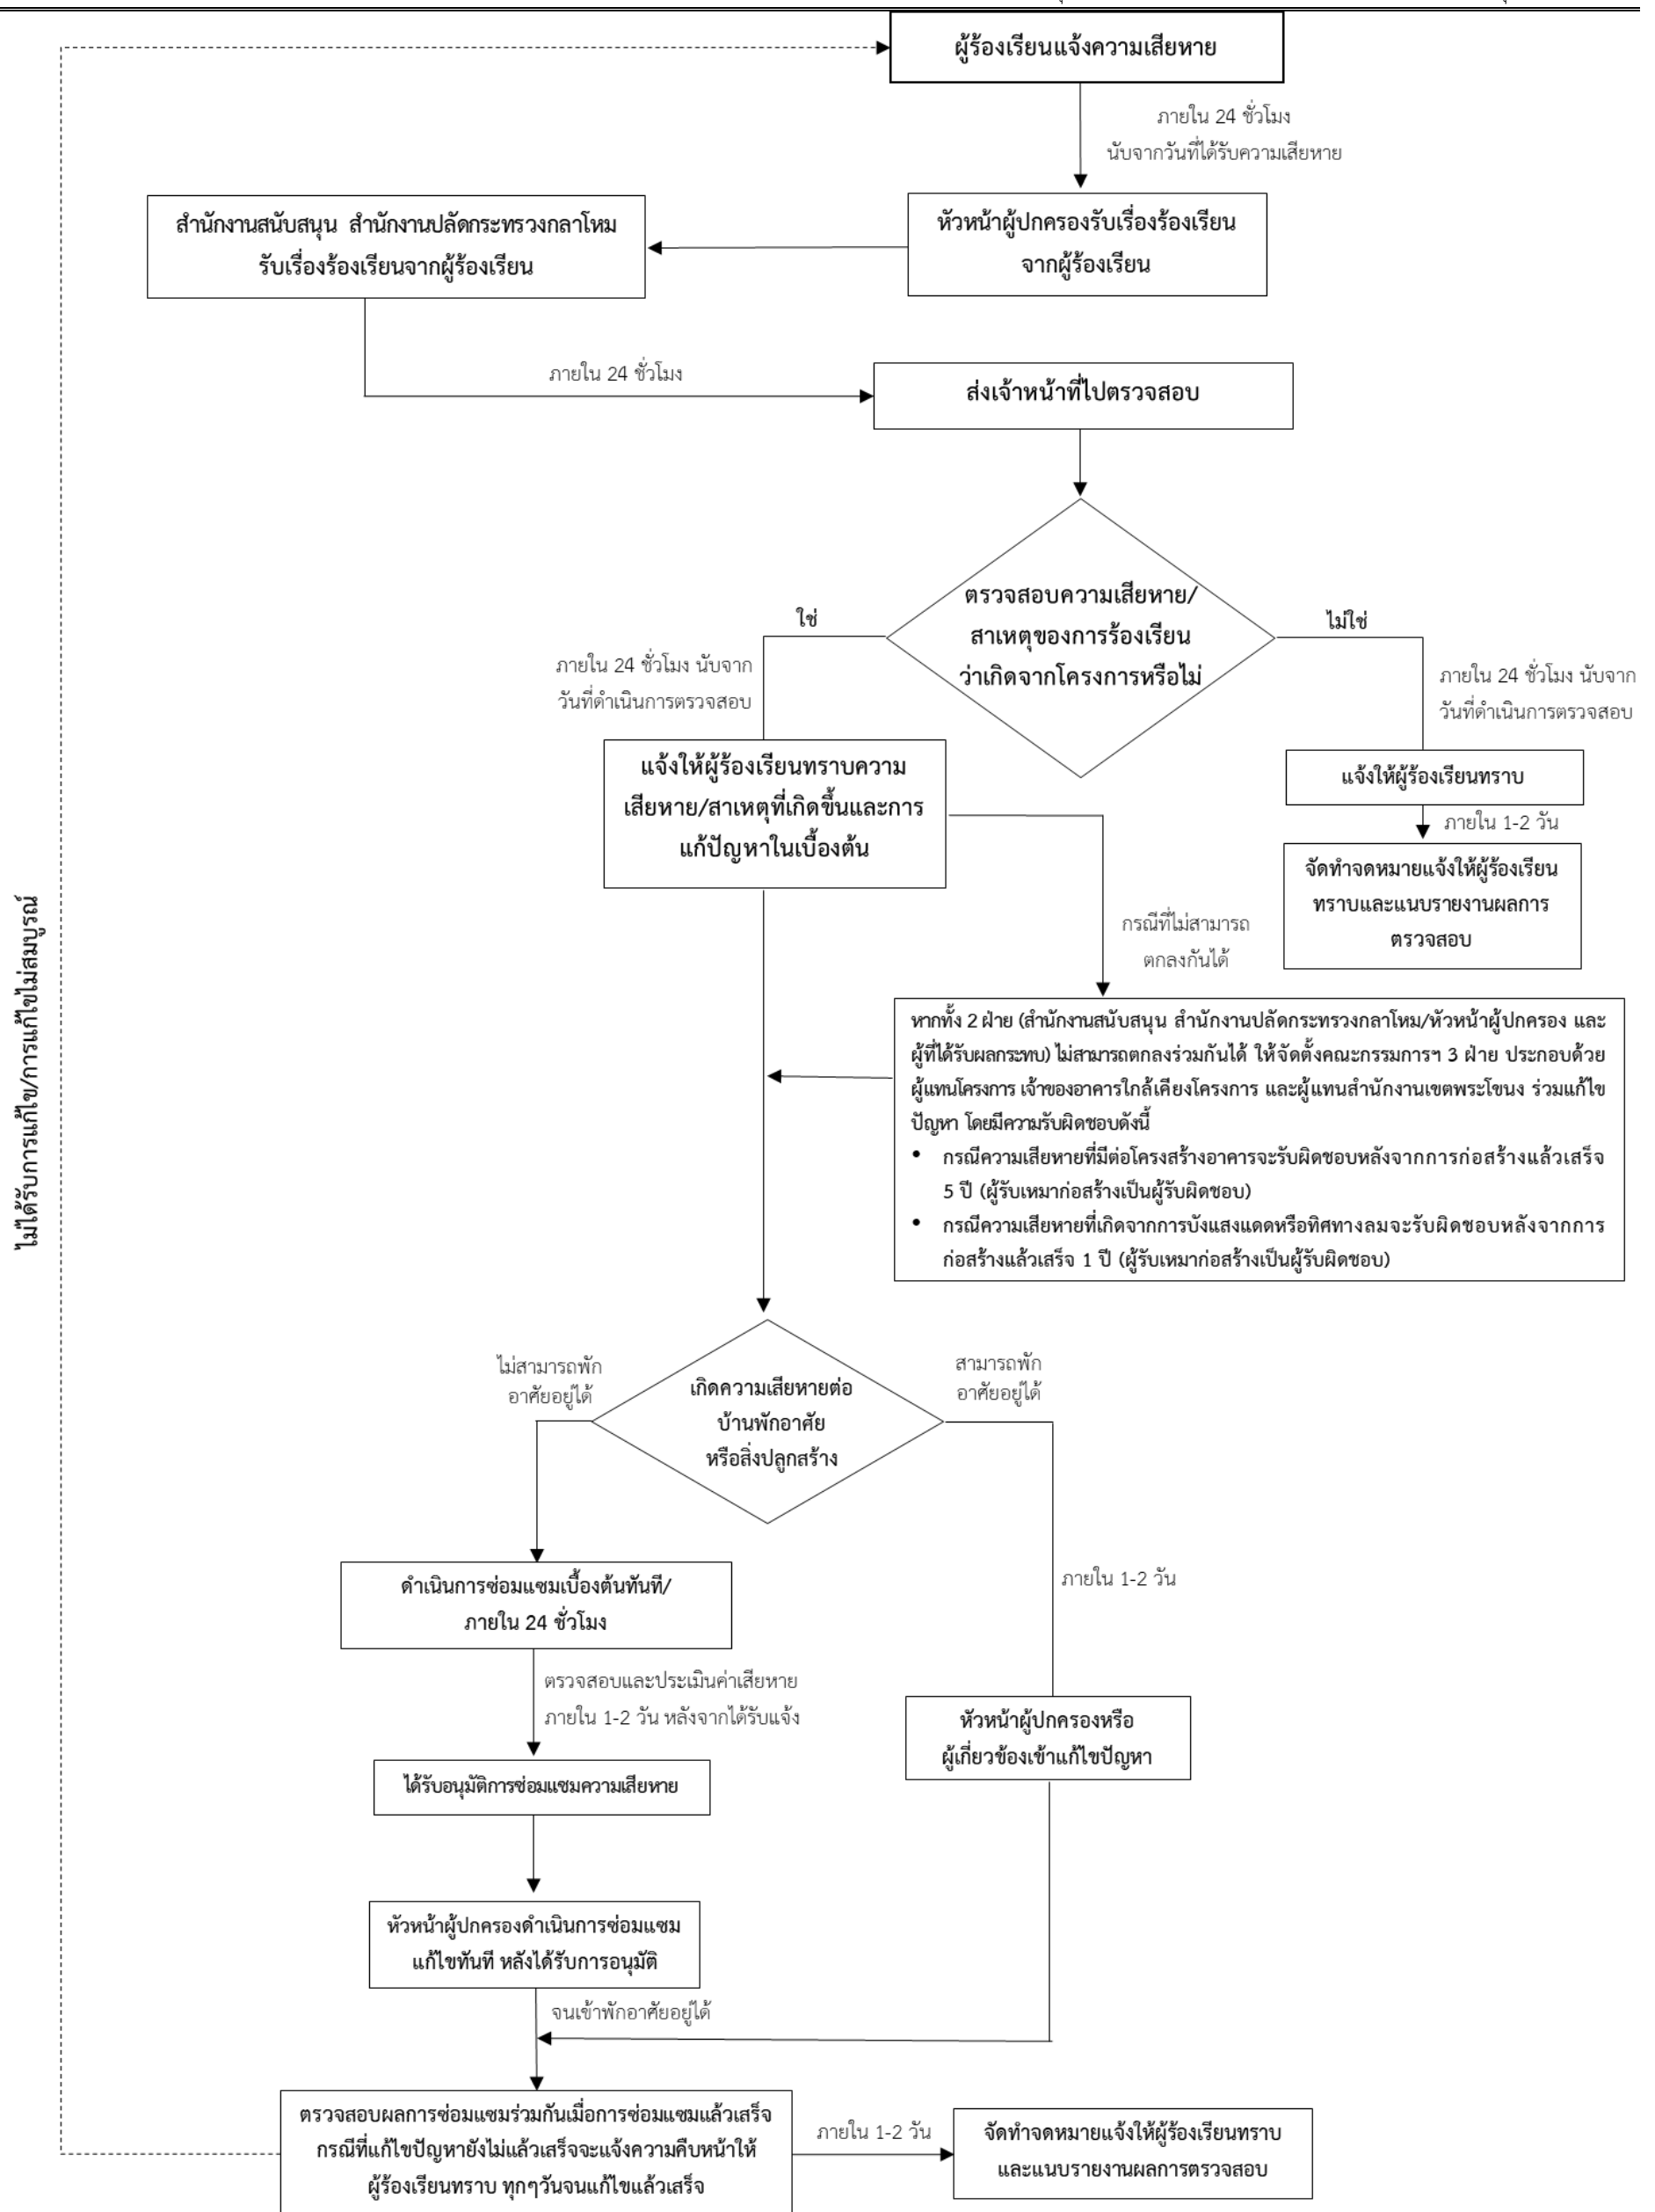 ผู้ร้องเรียนแจ้งความเสียหาย
ภายใน 24 ชั่วโมง
นับจากวันที่ได้รับความเสียหาย
หัวหน้าผู้ปกครองรับเรื่องร้องเรียน
จากผู้ร้องเรียน
สำนักงานสนับสนุน สำนักงานปลัดกระทรวงกลาโหม
รับเรื่องร้องเรียนจากผู้ร้องเรียน
ภายใน 24 ชั่วโมง
ส่งเจ้าหน้าที่ไปตรวจสอบ
ตรวจสอบความเสียหาย/
สาเหตุของการร้องเรียน
ว่าเกิดจากโครงการหรือไม่
ใช่
ภายใน 24 ชั่วโมง นับจาก
วันที่ดำเนินการตรวจสอบ
ไม่ใช่
ภายใน 24 ชั่วโมง นับจาก
วันที่ดำเนินการตรวจสอบ
แจ้งให้ผู้ร้องเรียนทราบความ
เสียหาย/สาเหตุที่เกิดขึ้นและการ
แก้ปัญหาในเบื้องต้น
แจ้งให้ผู้ร้องเรียนทราบ
ภายใน 1-2 วัน
จัดทำจดหมายแจ้งให้ผู้ร้องเรียน
ทราบและแนบรายงานผลการ
ตรวจสอบ
กรณีที่ไม่สามารถ
ตกลงกันได้
หากทั้ง 2 ฝ่าย (สำนักงานสนับสนุน สำนักงานปลัดกระทรวงกลาโหม/หัวหน้าผู้ปกครอง และ
ผู้ที่ได้รับผลกระทบ) ไม่สามารถตกลงร่วมกันได้ ให้จัดตั้งคณะกรรมการฯ 3 ฝ่าย ประกอบด้วย
ผู้แทนโครงการ เจ้าของอาคารใกล้เคียงโครงการ และผู้แทนสำนักงานเขตพระโขนง ร่วมแก้ไข
ปัญหา โดยมีความรับผิดชอบดังนี้
• กรณีความเสียหายที่มีต่อโครงสร้างอาคารจะรับผิดชอบหลังจากการก่อสร้างแล้วเสร็จ
5 ปี (ผู้รับเหมาก่อสร้างเป็นผู้รับผิดชอบ)
• กรณีความเสียหายที่เกิดจากการบังแสงแดดหรือทิศทางลมจะรับผิดชอบหลังจากการ
ก่อสร้างแล้วเสร็จ 1 ปี (ผู้รับเหมาก่อสร้างเป็นผู้รับผิดชอบ)
ไม่ได้รับการแก้ไข/การแก้ไขไม่สมบูรณ์
เกิดความเสียหายต่อ
บ้านพักอาศัย
หรือสิ่งปลูกสร้าง
ไม่สามารถพัก
อาศัยอยู่ได้
สามารถพัก
อาศัยอยู่ได้
ดำเนินการซ่อมแซมเบื้องต้นทันที/
ภายใน 24 ชั่วโมง
ภายใน 1-2 วัน
ตรวจสอบและประเมินค่าเสียหาย
ภายใน 1-2 วัน หลังจากได้รับแจ้ง
หัวหน้าผู้ปกครองหรือ
ผู้เกี่ยวข้องเข้าแก้ไขปัญหา
ได้รับอนุมัติการซ่อมแซมความเสียหาย
หัวหน้าผู้ปกครองดำเนินการซ่อมแซม
แก้ไขทันที หลังได้รับการอนุมัติ
จนเข้าพักอาศัยอยู่ได้
ตรวจสอบผลการซ่อมแซมร่วมกันเมื่อการซ่อมแซมแล้วเสร็จ
กรณีที่แก้ไขปัญหายังไม่แล้วเสร็จจะแจ้งความคืบหน้าให้
ผู้ร้องเรียนทราบ ทุกๆวันจนแก้ไขแล้วเสร็จ
ภายใน 1-2 วัน
จัดทำจดหมายแจ้งให้ผู้ร้องเรียนทราบ
และแนบรายงานผลการตรวจสอบ